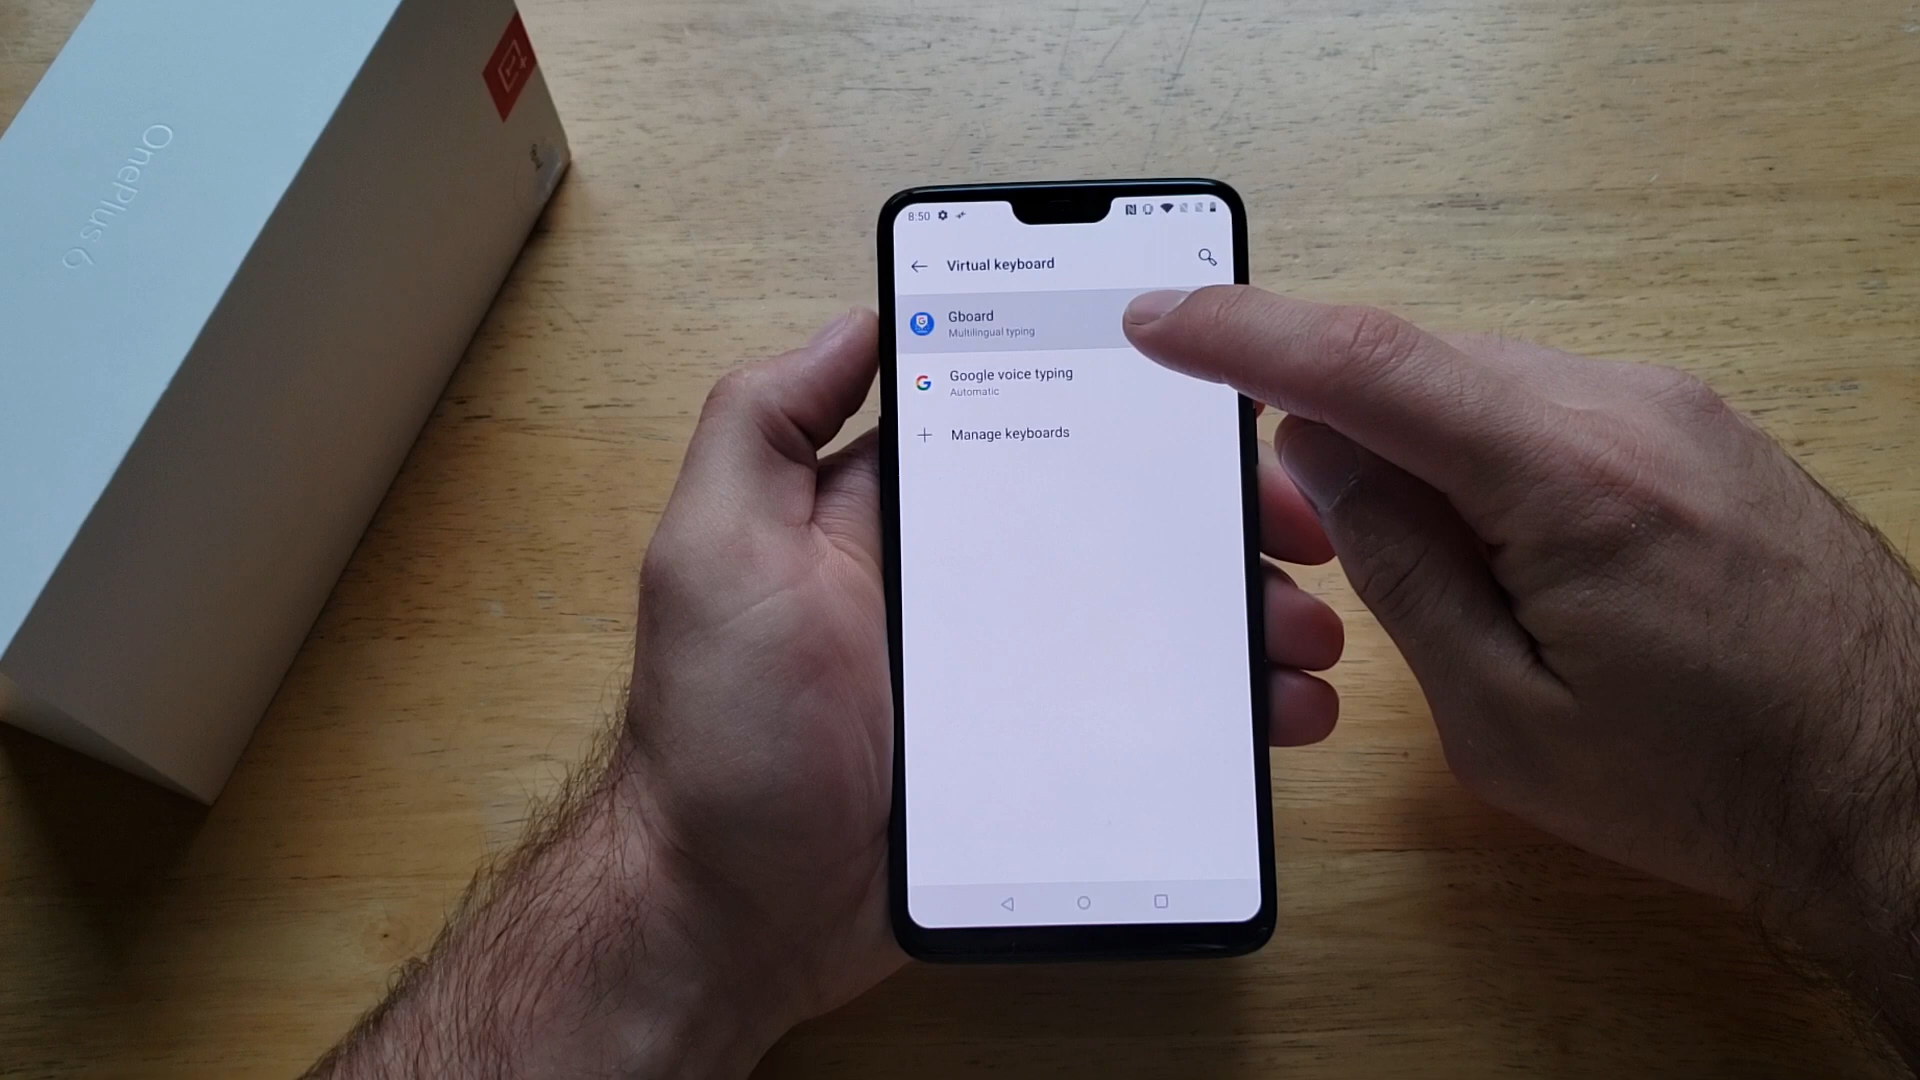 OnePlus 6
8:50
Virtual keyboard
Gboard
Multilingual typing
Google voice typing
Automatic
Manage keyboards